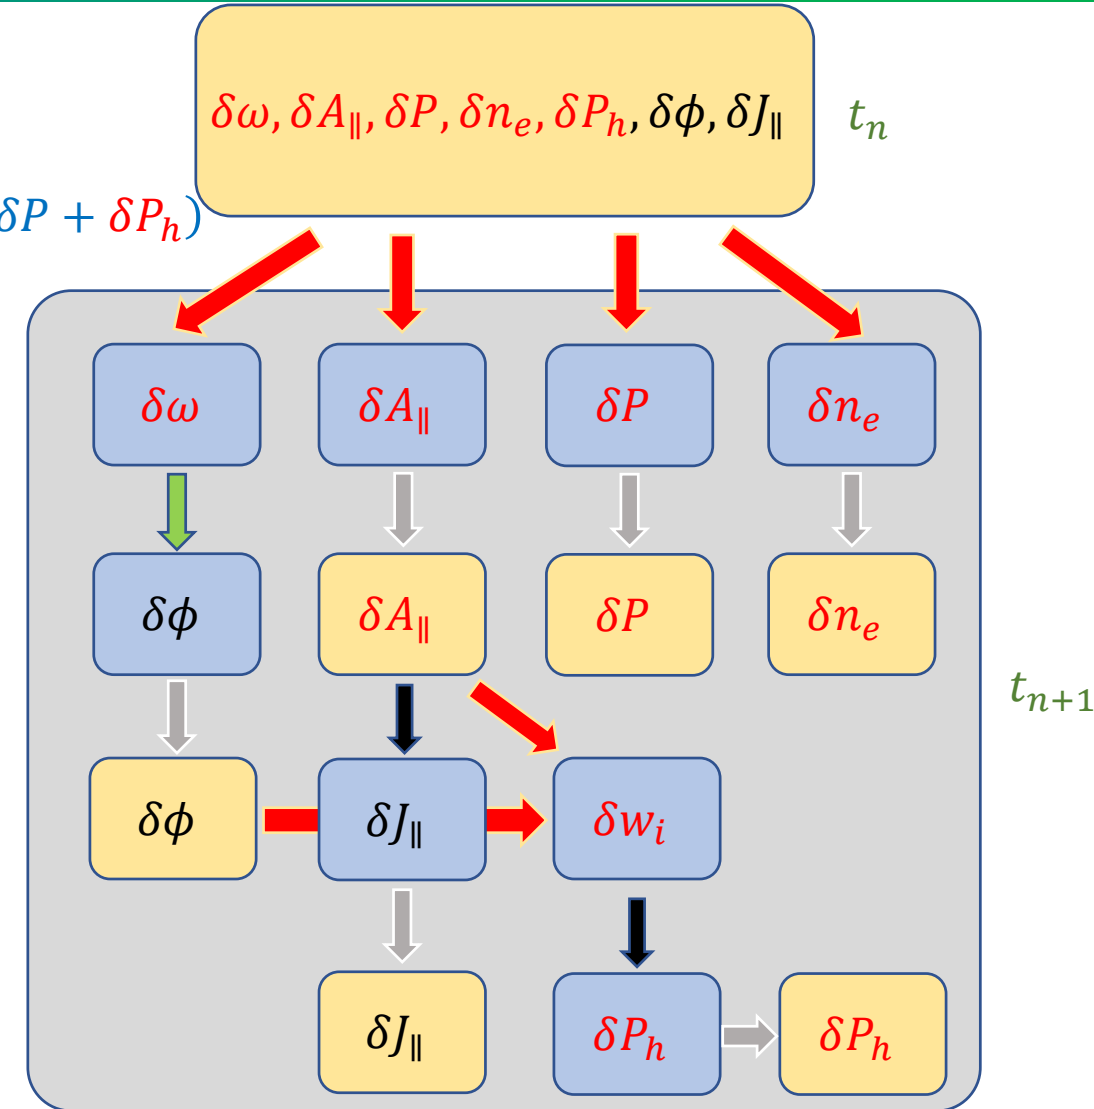 δω, δA∥, δP, δnₑ, δPₕ, δϕ, δJ∥
tₙ
δP + δPₕ)
δω
δA∥
δP
δnₑ
δϕ
δA∥
δP
δnₑ
tₙ₊₁
δϕ
δJ∥
δwᵢ
δJ∥
δPₕ
δPₕ